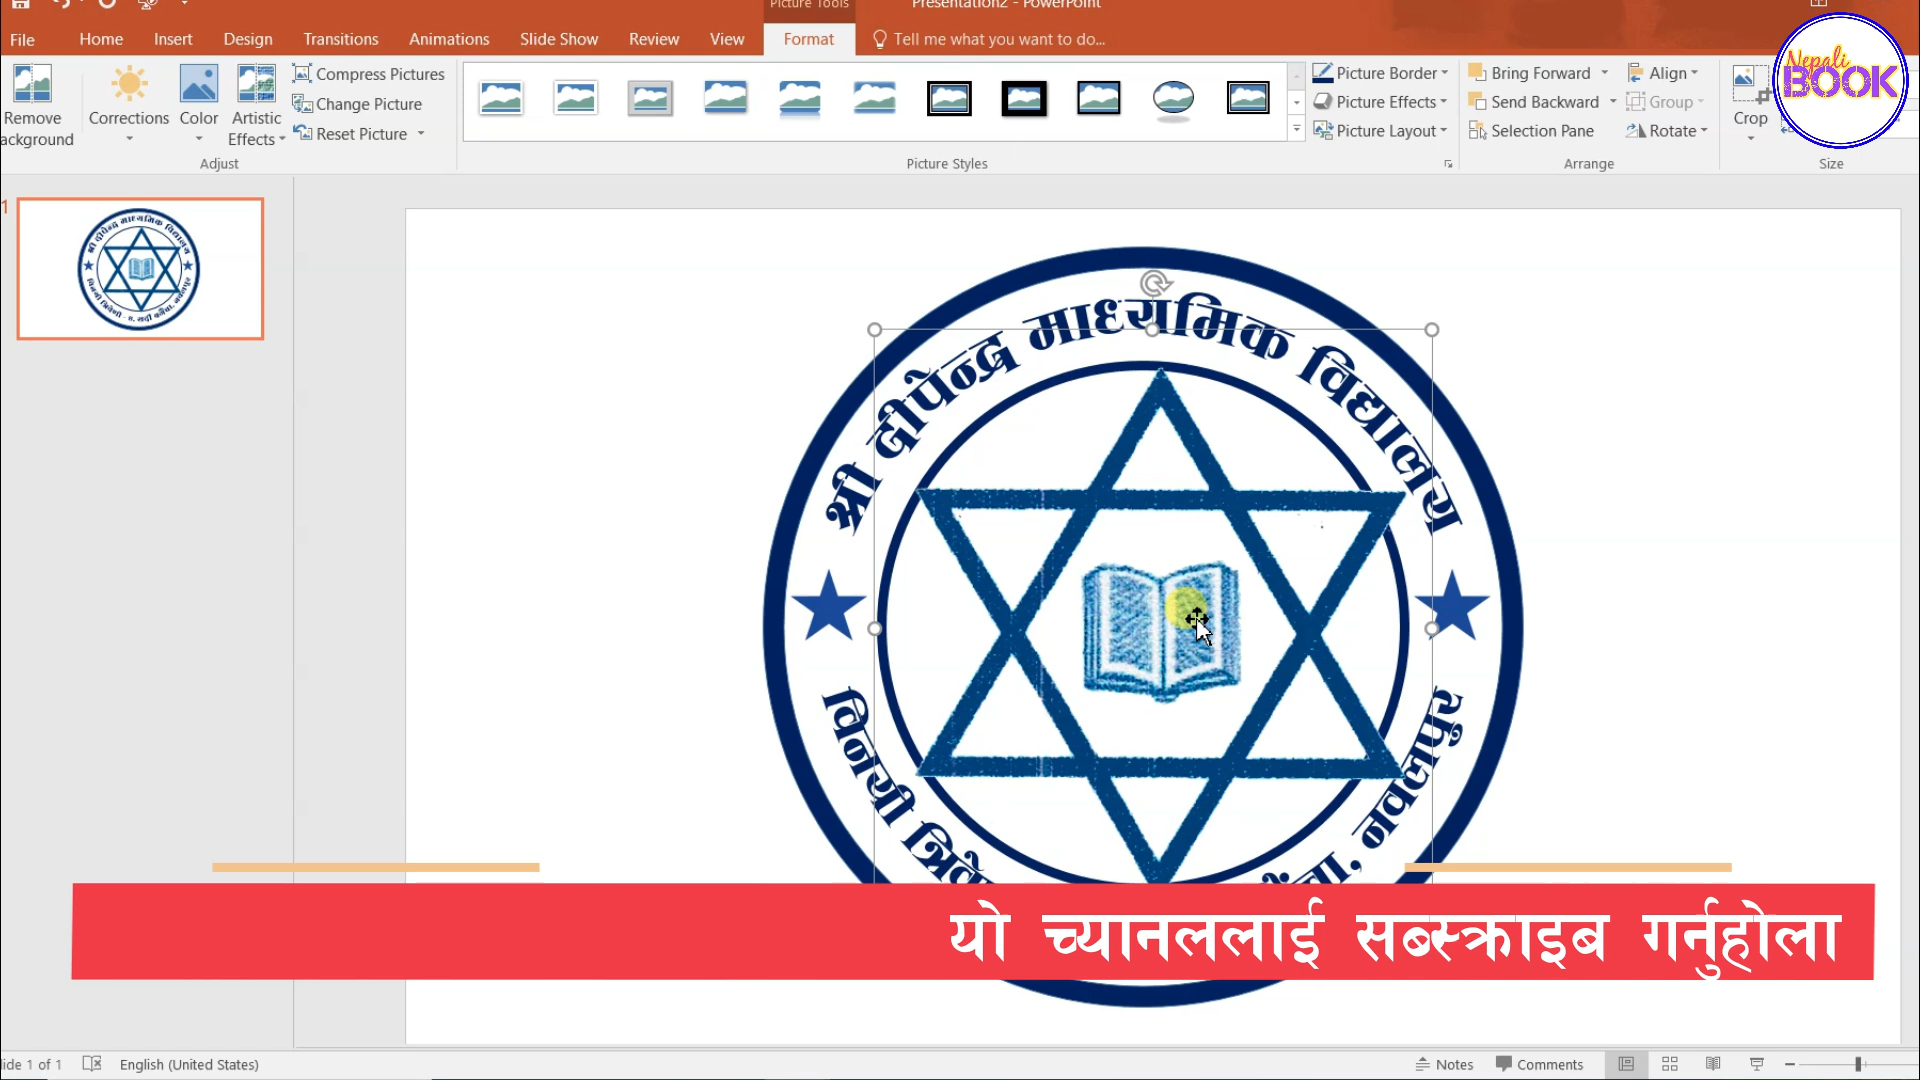 Picture Tools
Presentation2 - PowerPoint
File Home Insert Design Transitions Animations Slide Show Review View Format Tell me what you want to do...
Compress Pictures
Change Picture
Reset Picture
Remove
ackground
Corrections
Color
Artistic
Effects
Adjust
Picture Styles
Picture Border
Picture Effects
Picture Layout
Bring Forward
Send Backward
Selection Pane
Align
Group
Rotate
Arrange
Crop
Size
Nepali
BOOK
1
श्री दीपेन्द्र माध्यमिक विद्यालय
विनयी त्रिवे
नवलपुर
यो च्यानललाई सब्स्क्राइब गर्नुहोला
lide 1 of 1
English (United States)
Notes
Comments